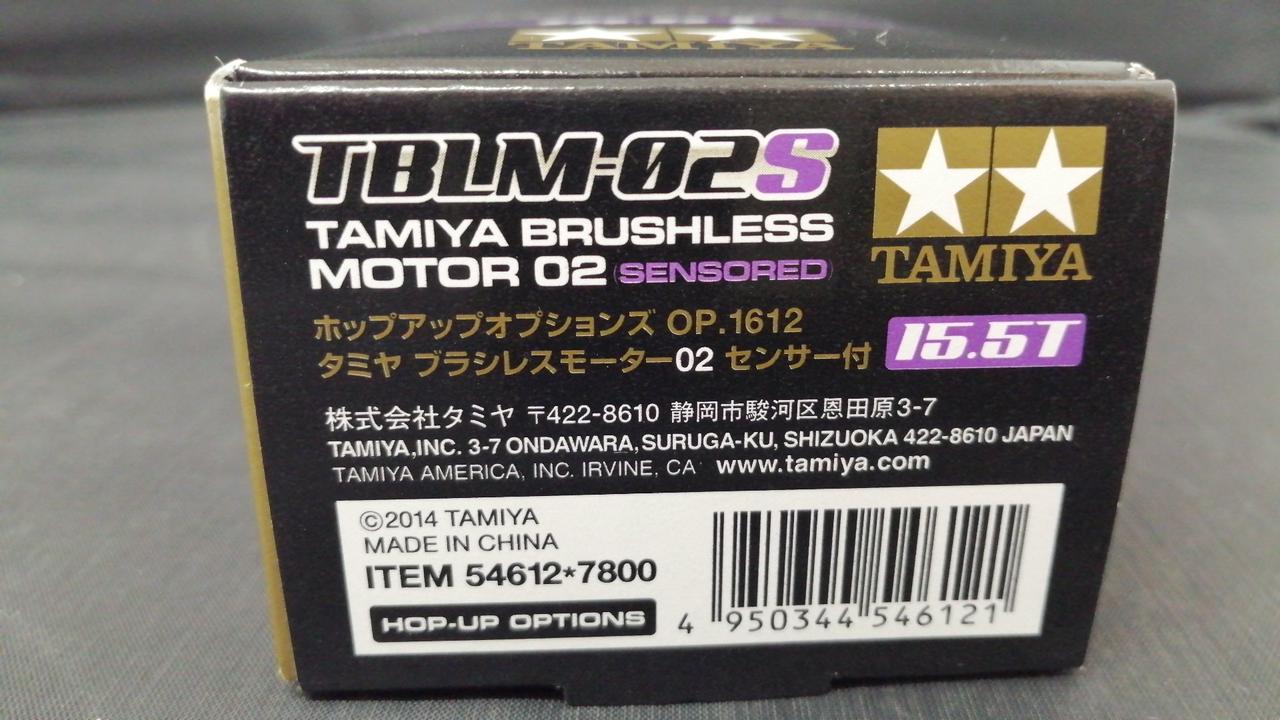 TAMIYA
TBLM-02S
TAMIYA BRUSHLESS
MOTOR 02 (SENSORED)
TAMIYA
ホップアップオプションズ OP.1612
タミヤ ブラシレスモーター02 センサー付
15.5T
株式会社タミヤ 〒422-8610 静岡市駿河区恩田原3-7
TAMIYA,INC. 3-7 ONDAWARA,SURUGA-KU, SHIZUOKA 422-8610 JAPAN
TAMIYA AMERICA, INC. IRVINE, CA www.tamiya.com
©2014 TAMIYA
MADE IN CHINA
ITEM 54612*7800
HOP-UP OPTIONS
4 950344 546121